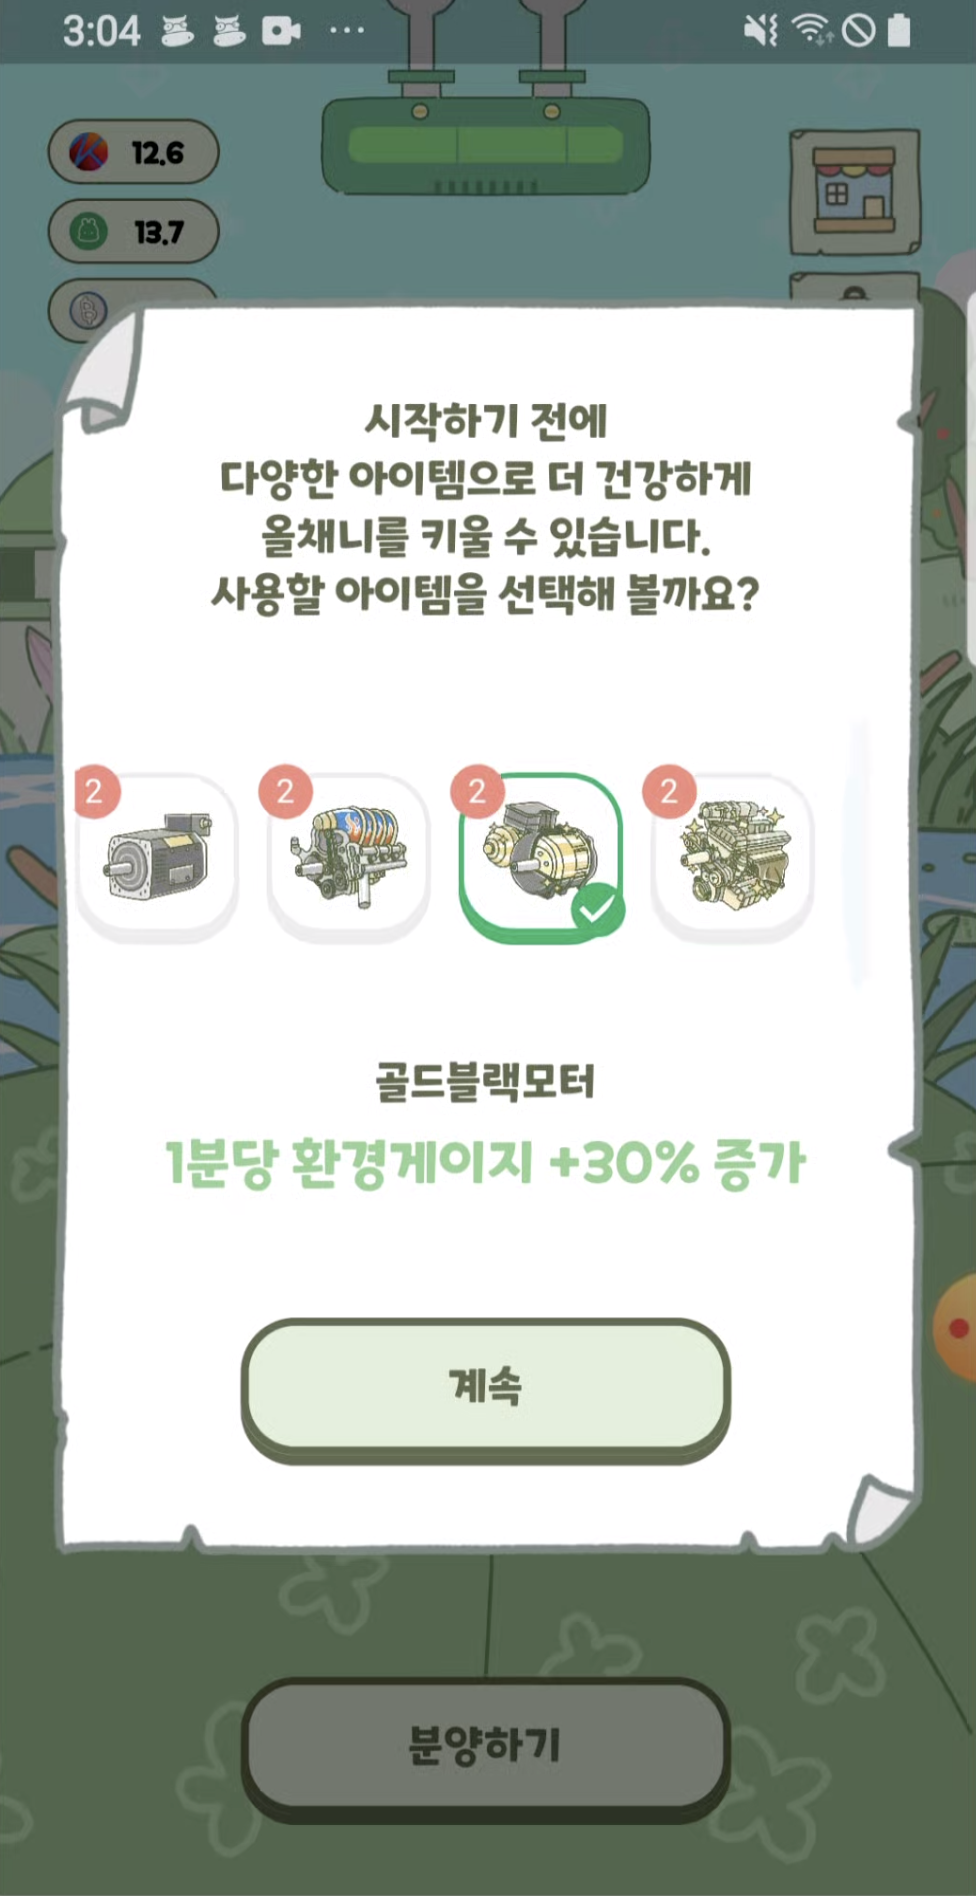 3:04
12.6
13.7
시작하기 전에
다양한 아이템으로 더 건강하게
올채니를 키울 수 있습니다.
사용할 아이템을 선택해 볼까요?
2 2 2 2
골드블랙모터
1분당 환경게이지 +30% 증가
계속
분양하기